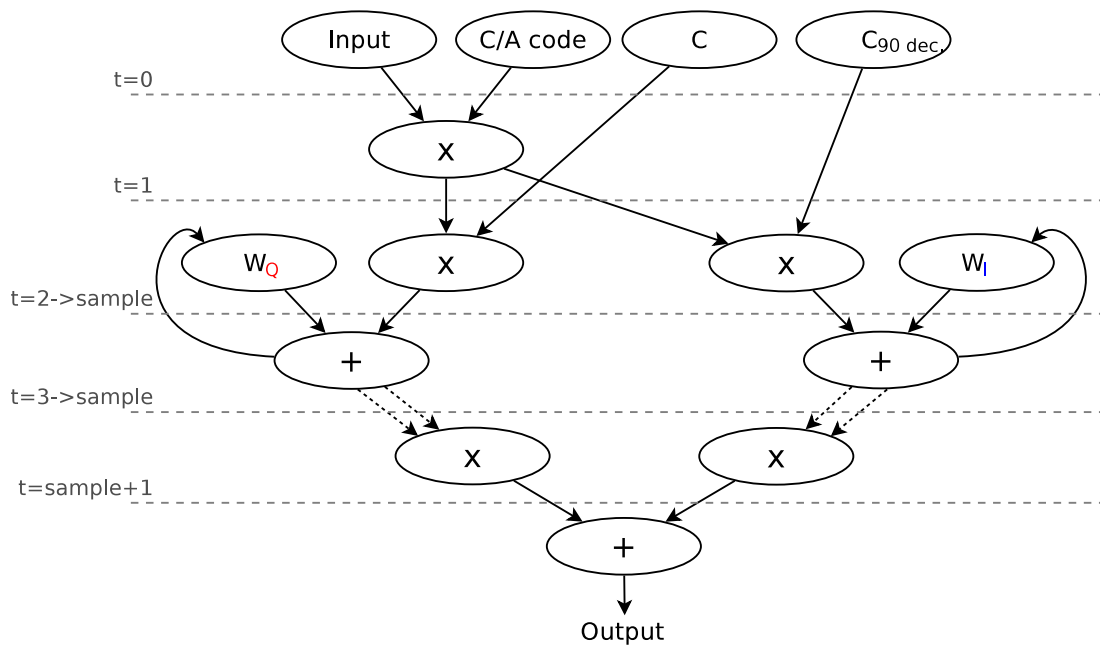 Input C/A code C C90 dec.
t=0
x
t=1
WQ x x WI
t=2->sample
+ +
t=3->sample
x x
t=sample+1
+
Output